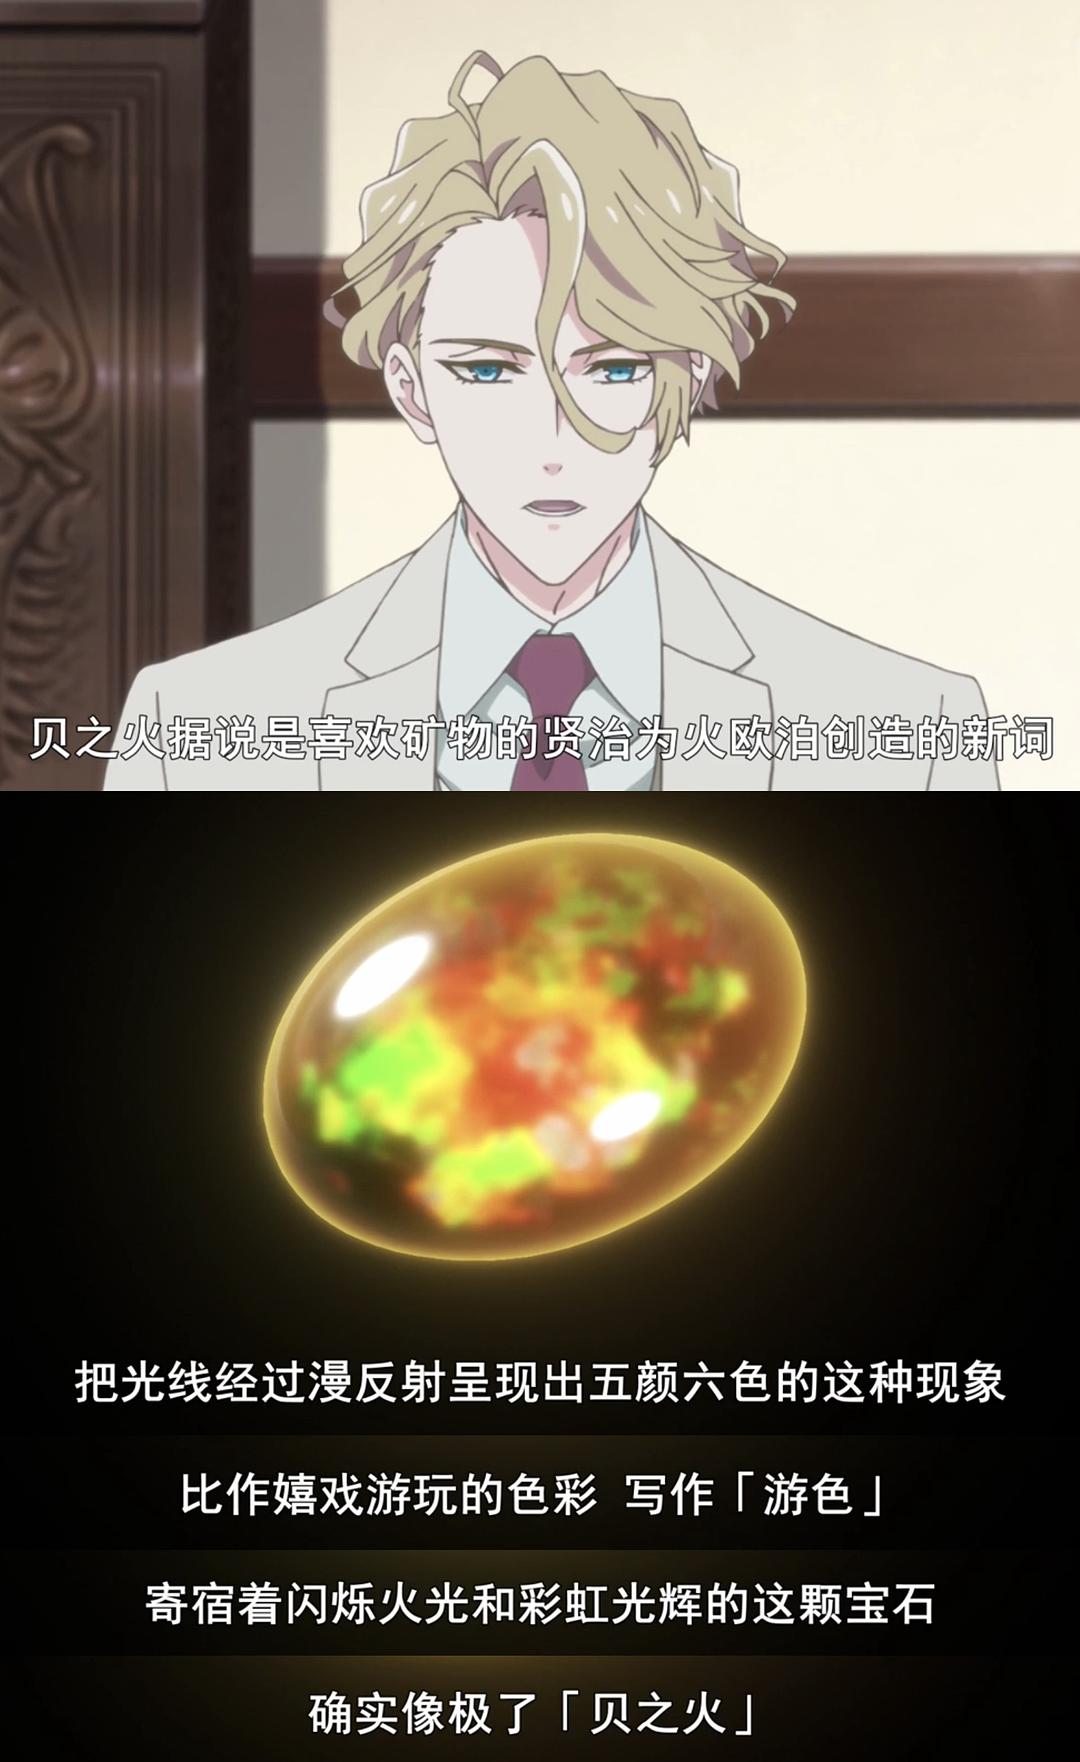 贝之火据说是喜欢矿物的贤治为火欧泊创造的新词
把光线经过漫反射呈现出五颜六色的这种现象
比作嬉戏游玩的色彩 写作「游色」
寄宿着闪烁火光和彩虹光辉的这颗宝石
确实像极了「贝之火」